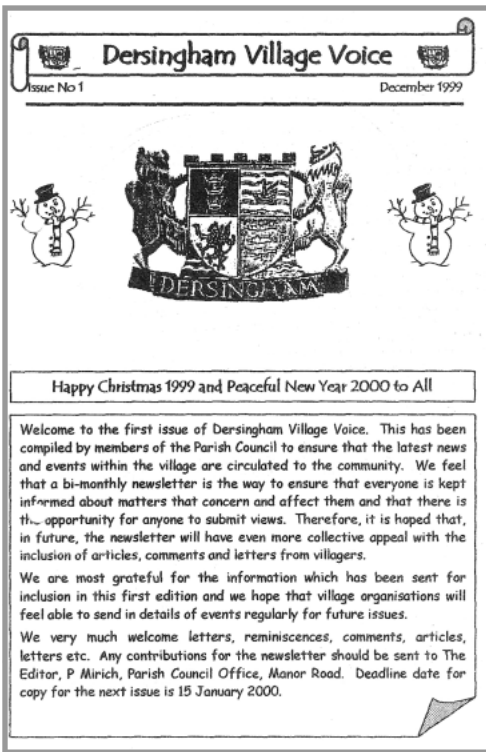 Dersingham Village Voice
Issue No 1
December 1999
DERSINGHAM
Happy Christmas 1999 and Peaceful New Year 2000 to All
Welcome to the first issue of Dersingham Village Voice. This has been
compiled by members of the Parish Council to ensure that the latest news
and events within the village are circulated to the community. We feel
that a bi-monthly newsletter is the way to ensure that everyone is kept
informed about matters that concern and affect them and that there is
the opportunity for anyone to submit views. Therefore, it is hoped that,
in future, the newsletter will have even more collective appeal with the
inclusion of articles, comments and letters from villagers.
We are most grateful for the information which has been sent for
inclusion in this first edition and we hope that village organisations will
feel able to send in details of events regularly for future issues.
We very much welcome letters, reminiscences, comments, articles,
letters etc. Any contributions for the newsletter should be sent to The
Editor, P Mirich, Parish Council Office, Manor Road. Deadline date for
copy for the next issue is 15 January 2000.